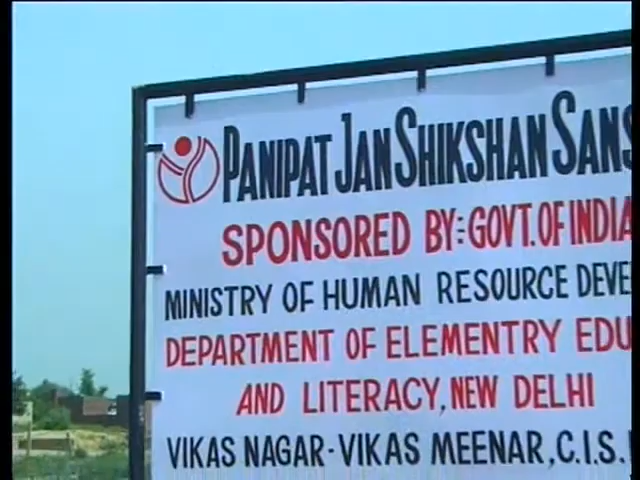 PANIPAT JAN SHIKSHAN SANS
SPONSORED BY:- GOVT. OF INDIA
MINISTRY OF HUMAN RESOURCE DEVE
DEPARTMENT OF ELEMENTRY EDU
AND LITERACY, NEW DELHI
VIKAS NAGAR-VIKAS MEENAR, C.I.S.